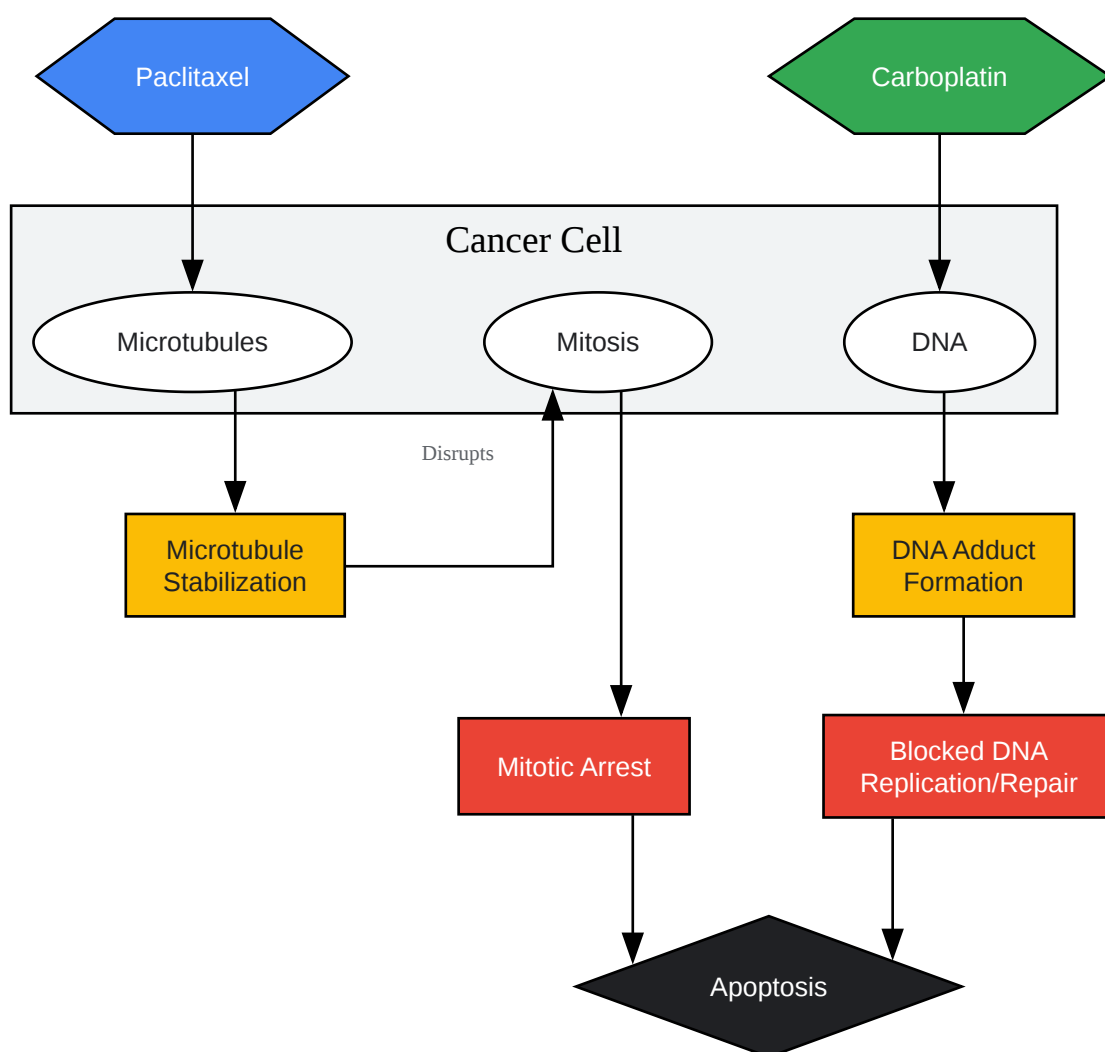 Paclitaxel
Carboplatin
Cancer Cell
Microtubules
Mitosis
DNA
Disrupts
Microtubule
Stabilization
DNA Adduct
Formation
Mitotic Arrest
Blocked DNA
Replication/Repair
Apoptosis